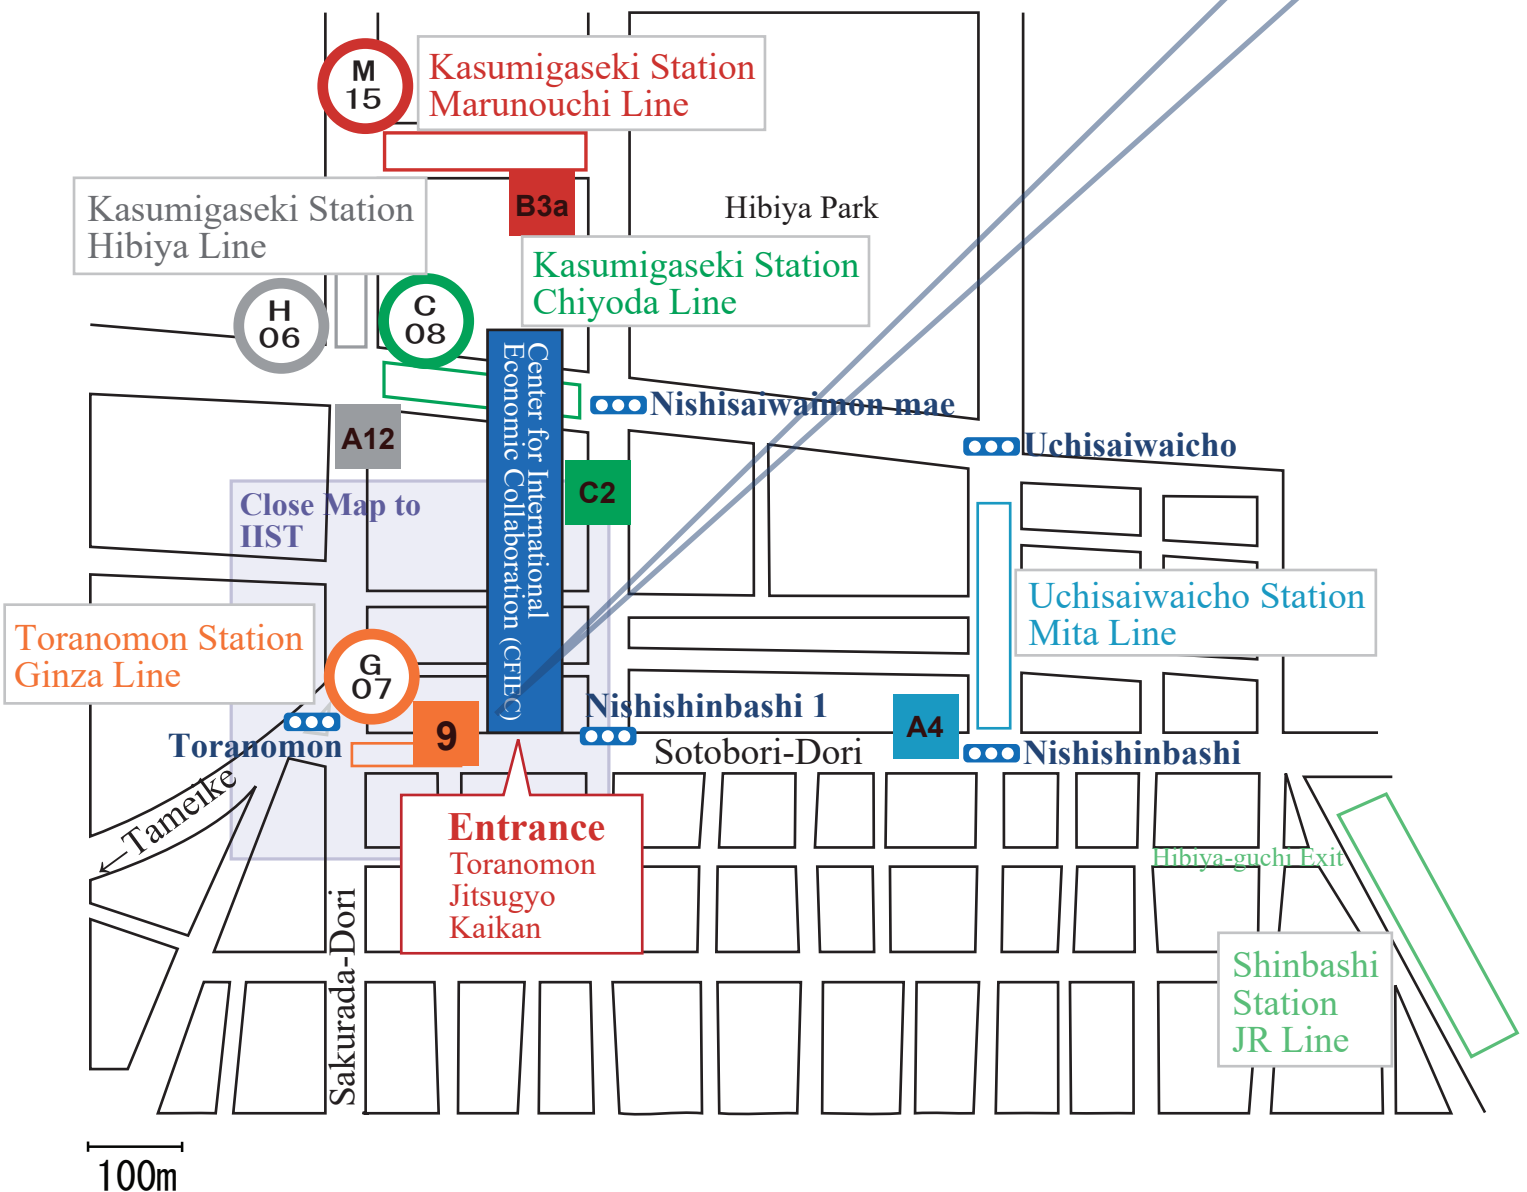 M
15
Kasumigaseki Station
Marunouchi Line
B3a
Kasumigaseki Station
Hibiya Line
Hibiya Park
Kasumigaseki Station
Chiyoda Line
H
06
C
08
Center for International
Economic Collaboration (CFIEC)
Nishisaiwaimon mae
A12
Uchisaiwaicho
C2
Close Map to
IIST
Toranomon Station
Ginza Line
Uchisaiwaicho Station
Mita Line
G
07
9
Toranomon
Nishishinbashi 1
Sotobori-Dori
A4
Nishishinbashi
←Tameike
Entrance
Toranomon
Jitsugyo
Kaikan
Hibiya-guchi Exit
Sakurada-Dori
Shinbashi
Station
JR Line
100m